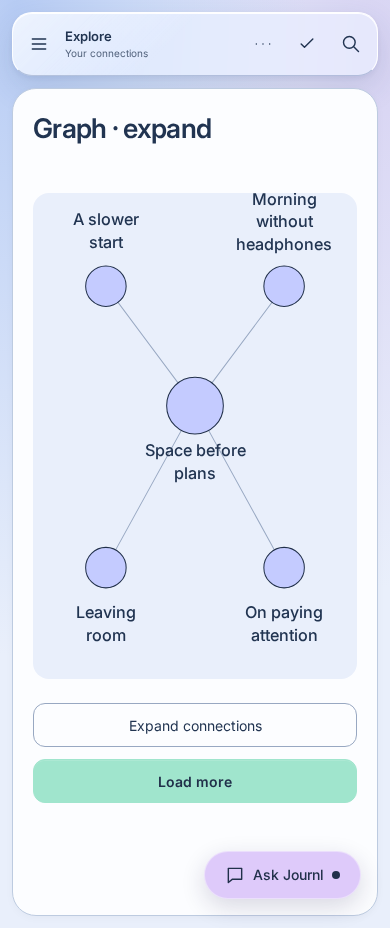 Explore
Your connections
...
Graph · expand
A slower
start
Morning
without
headphones
Space before
plans
Leaving
room
On paying
attention
Expand connections
Load more
Ask Journl